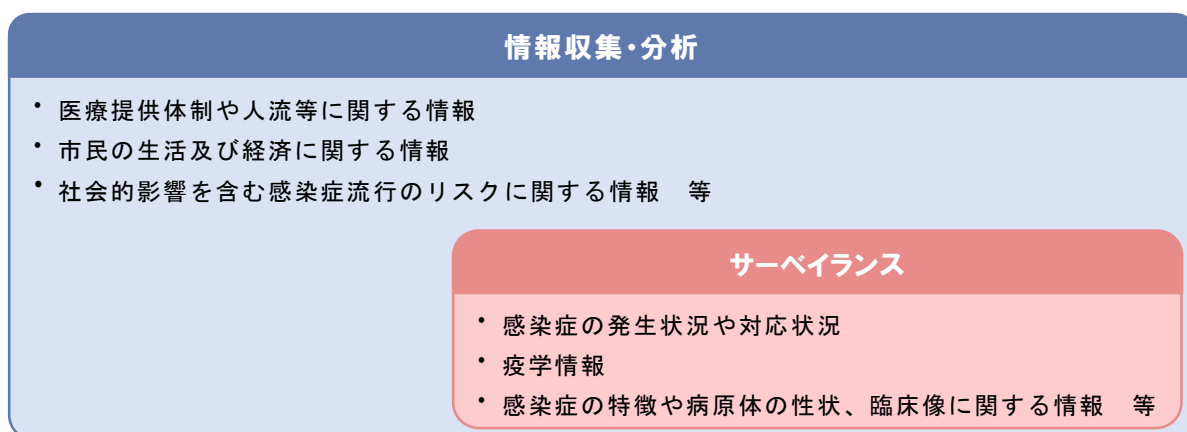 情報収集・分析
・ 医療提供体制や人流等に関する情報
・ 市民の生活及び経済に関する情報
・ 社会的影響を含む感染症流行のリスクに関する情報　等
サーベイランス
・ 感染症の発生状況や対応状況
・ 疫学情報
・ 感染症の特徴や病原体の性状、臨床像に関する情報　等